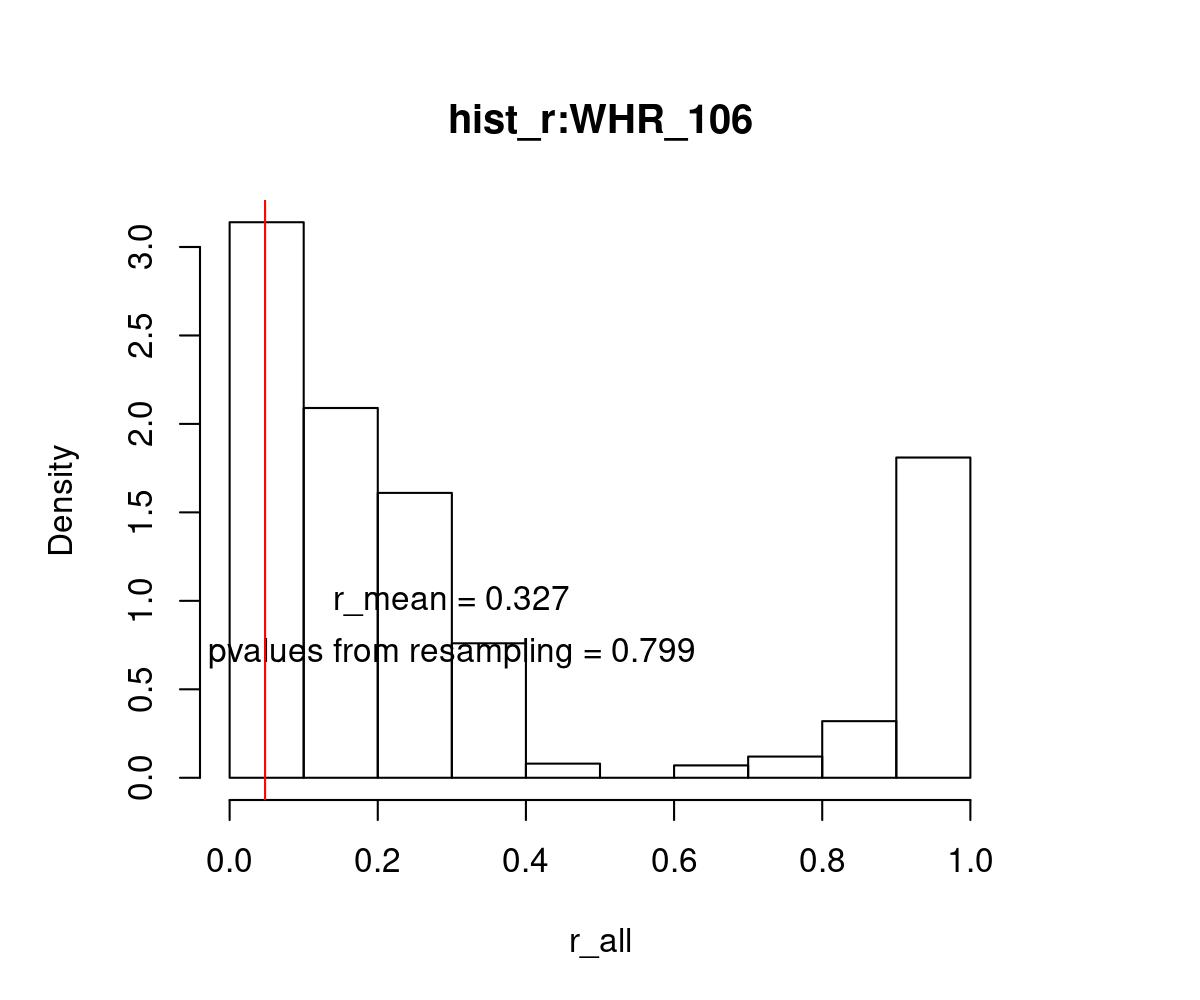 hist_r:WHR_106
Density
3.0
2.5
2.0
1.5
1.0
0.5
0.0
r_mean = 0.327
pvalues from resampling = 0.799
0.0 0.2 0.4 0.6 0.8 1.0
r_all